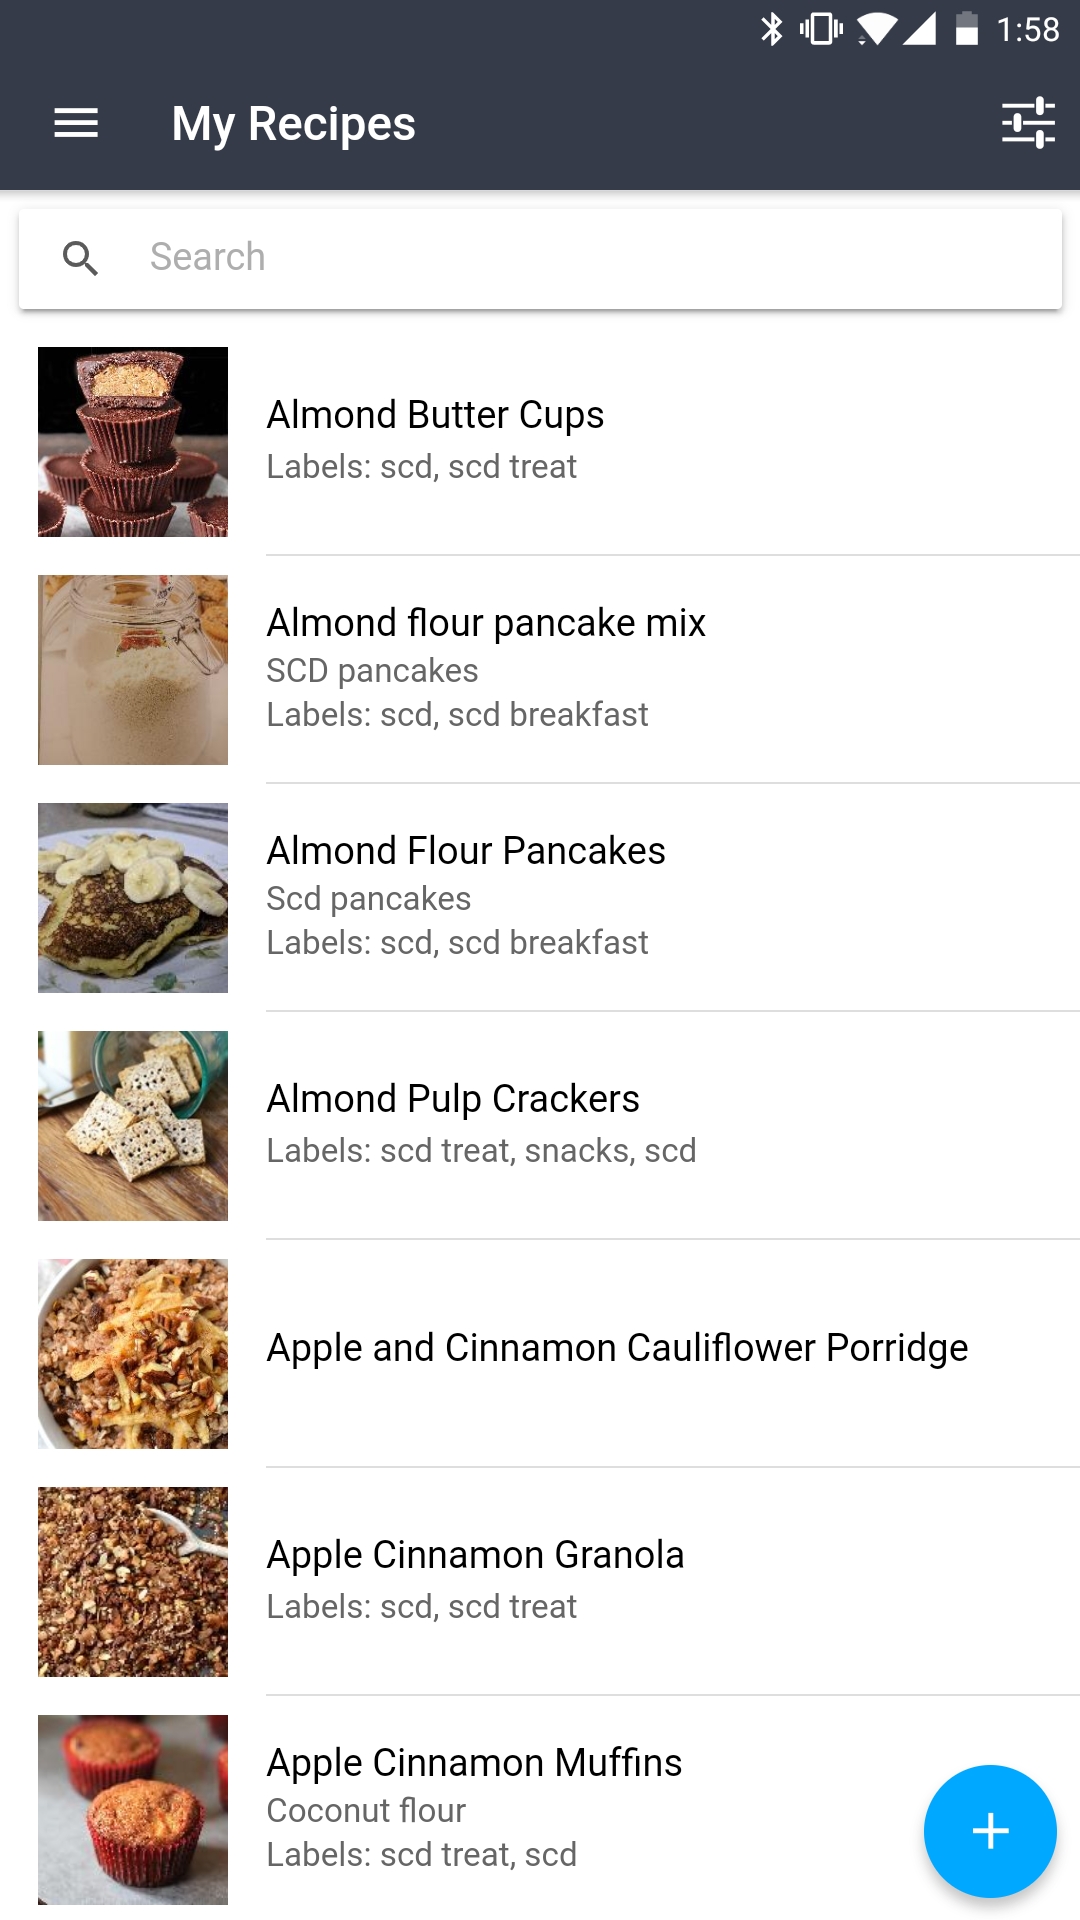 1:58
My Recipes
Search
Almond Butter Cups
Labels: scd, scd treat
Almond flour pancake mix
SCD pancakes
Labels: scd, scd breakfast
Almond Flour Pancakes
Scd pancakes
Labels: scd, scd breakfast
Almond Pulp Crackers
Labels: scd treat, snacks, scd
Apple and Cinnamon Cauliflower Porridge
Apple Cinnamon Granola
Labels: scd, scd treat
Apple Cinnamon Muffins
Coconut flour
Labels: scd treat, scd